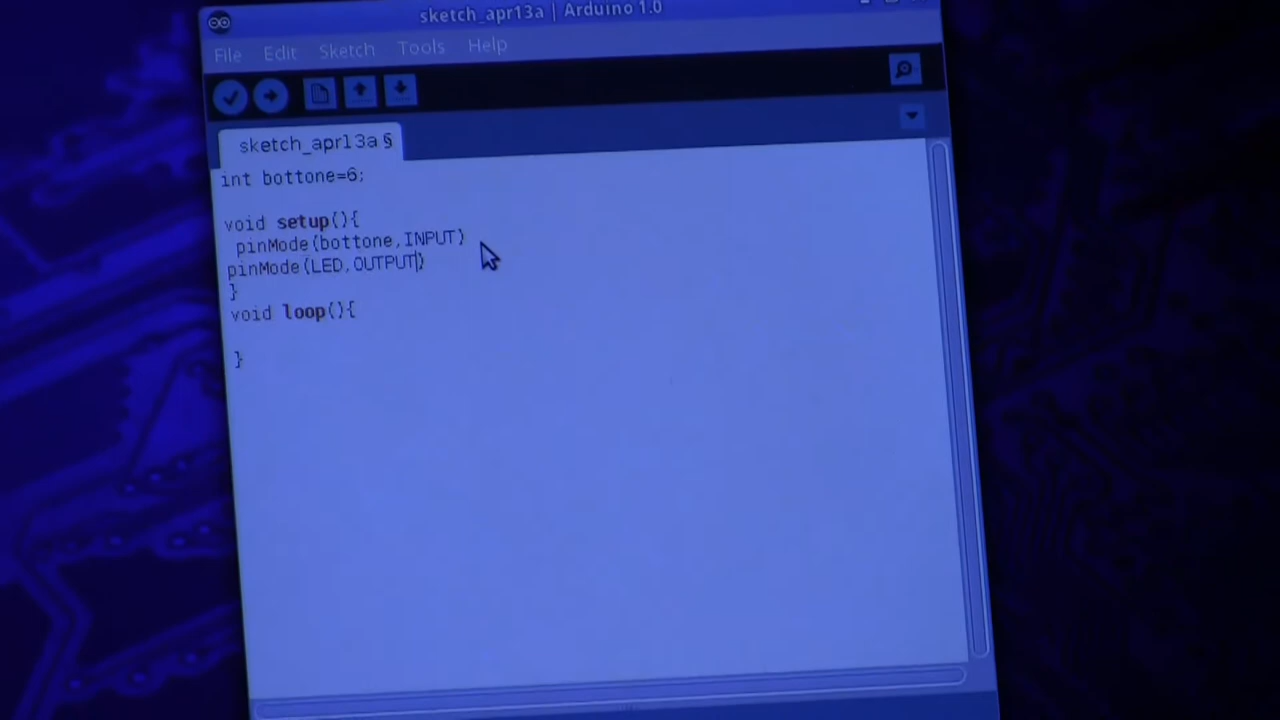 sketch_apr13a | Arduino 1.0
File Edit Sketch Tools Help
sketch_apr13a §
int bottone=6;
void setup(){
pinMode(bottone,INPUT)
pinMode(LED,OUTPUT)
}
void loop(){
}